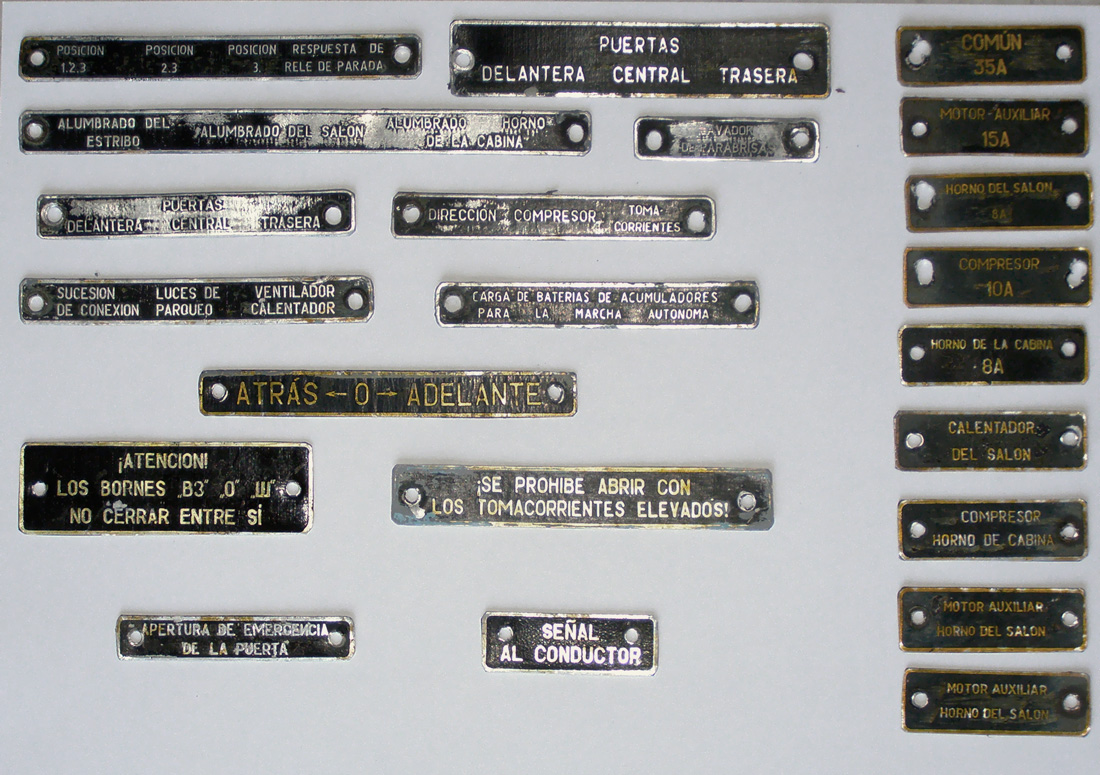 POSICION POSICION POSICION RESPUESTA DE
1.2.3 2.3 3. RELE DE PARADA
PUERTAS
DELANTERA CENTRAL TRASERA
ALUMBRADO DEL "ALUMBRADO DEL SALON ALUMBRADO HORNO
ESTRIBO DE LA CABINA"
LAVADOR
DE PARABRISAS
PUERTAS
DELANTERA CENTRAL TRASERA
DIRECCIÓN COMPRESOR TOMA-
CORRIENTES
SUCESION LUCES DE VENTILADOR
DE CONEXION PARQUEO CALENTADOR
CARGA DE BATERIAS DE ACUMULADORES
PARA LA MARCHA AUTONOMA
ATRÁS ←O→ ADELANTE
¡ATENCION!
LOS BORNES „B3" „O" „Ш"
NO CERRAR ENTRE SÍ
¡SE PROHIBE ABRIR CON
LOS TOMACORRIENTES ELEVADOS!
APERTURA DE EMERGENCIA
DE LA PUERTA
SEÑAL
AL CONDUCTOR
COMÚN
35A
MOTOR AUXILIAR
15A
HORNO DEL SALON
8A
COMPRESOR
10A
HORNO DE LA CABINA
8A
CALENTADOR
DEL SALON
COMPRESOR
HORNO DE CABINA
MOTOR AUXILIAR
HORNO DEL SALON
MOTOR AUXILIAR
HORNO DEL SALON